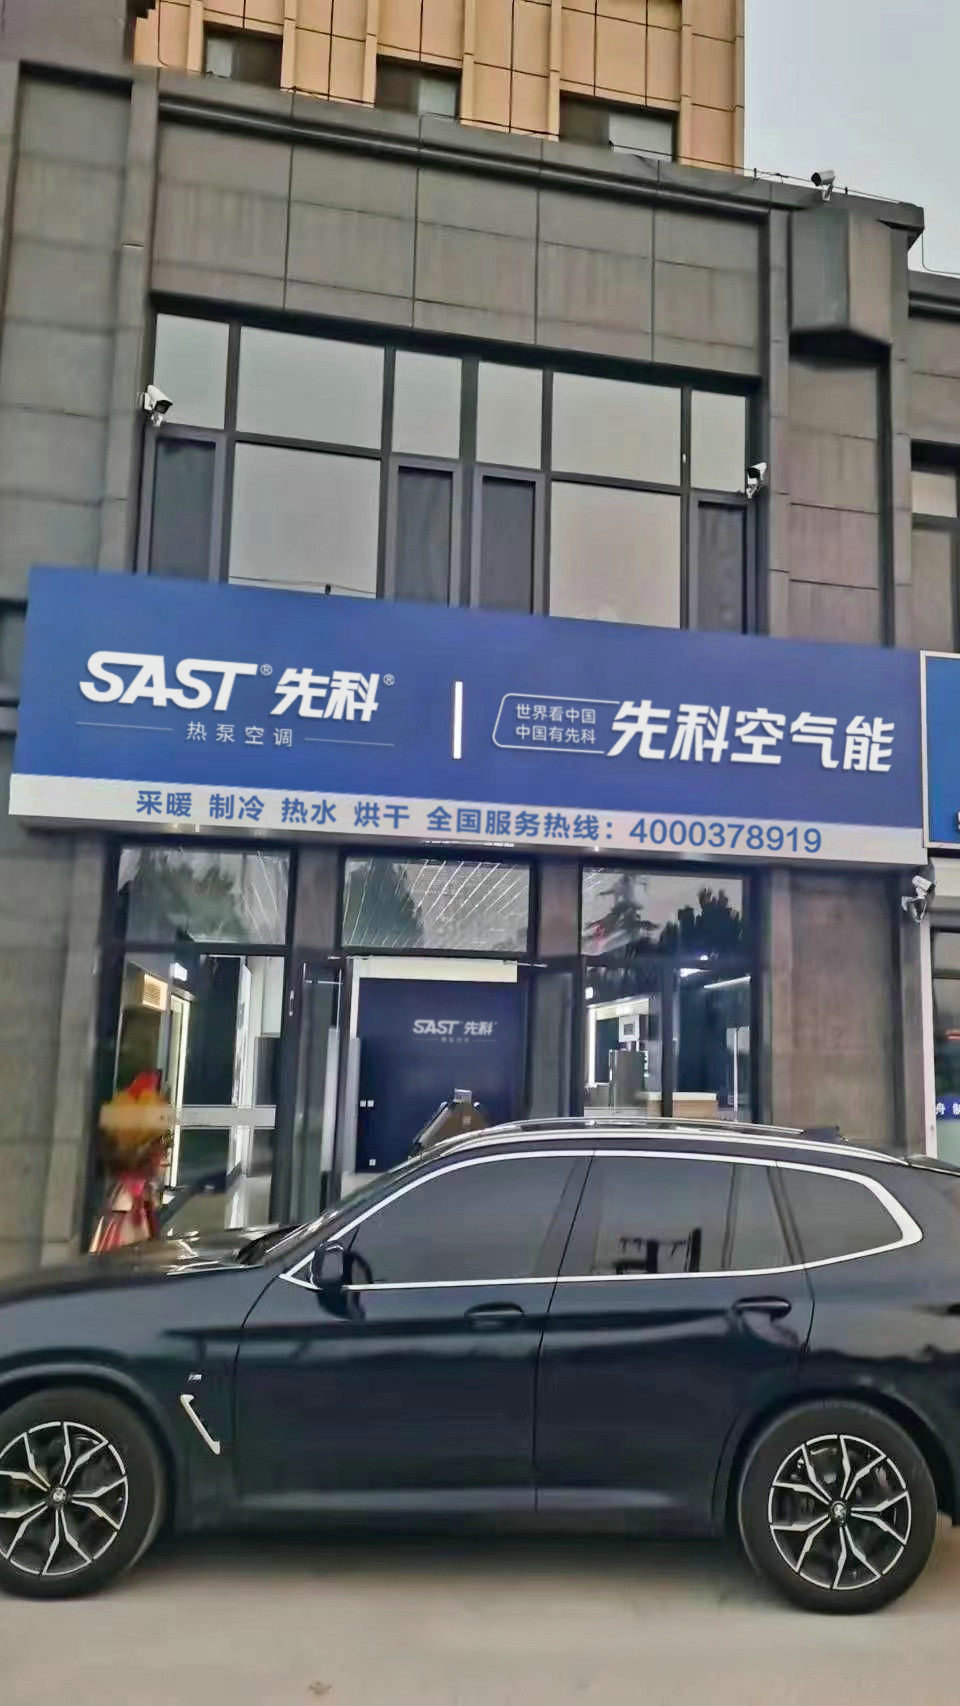 SAST® 先科®
热泵空调
世界看中国
中国有先科
先科空气能
采暖 制冷 热水 烘干 全国服务热线：4000378919
SAST 先科